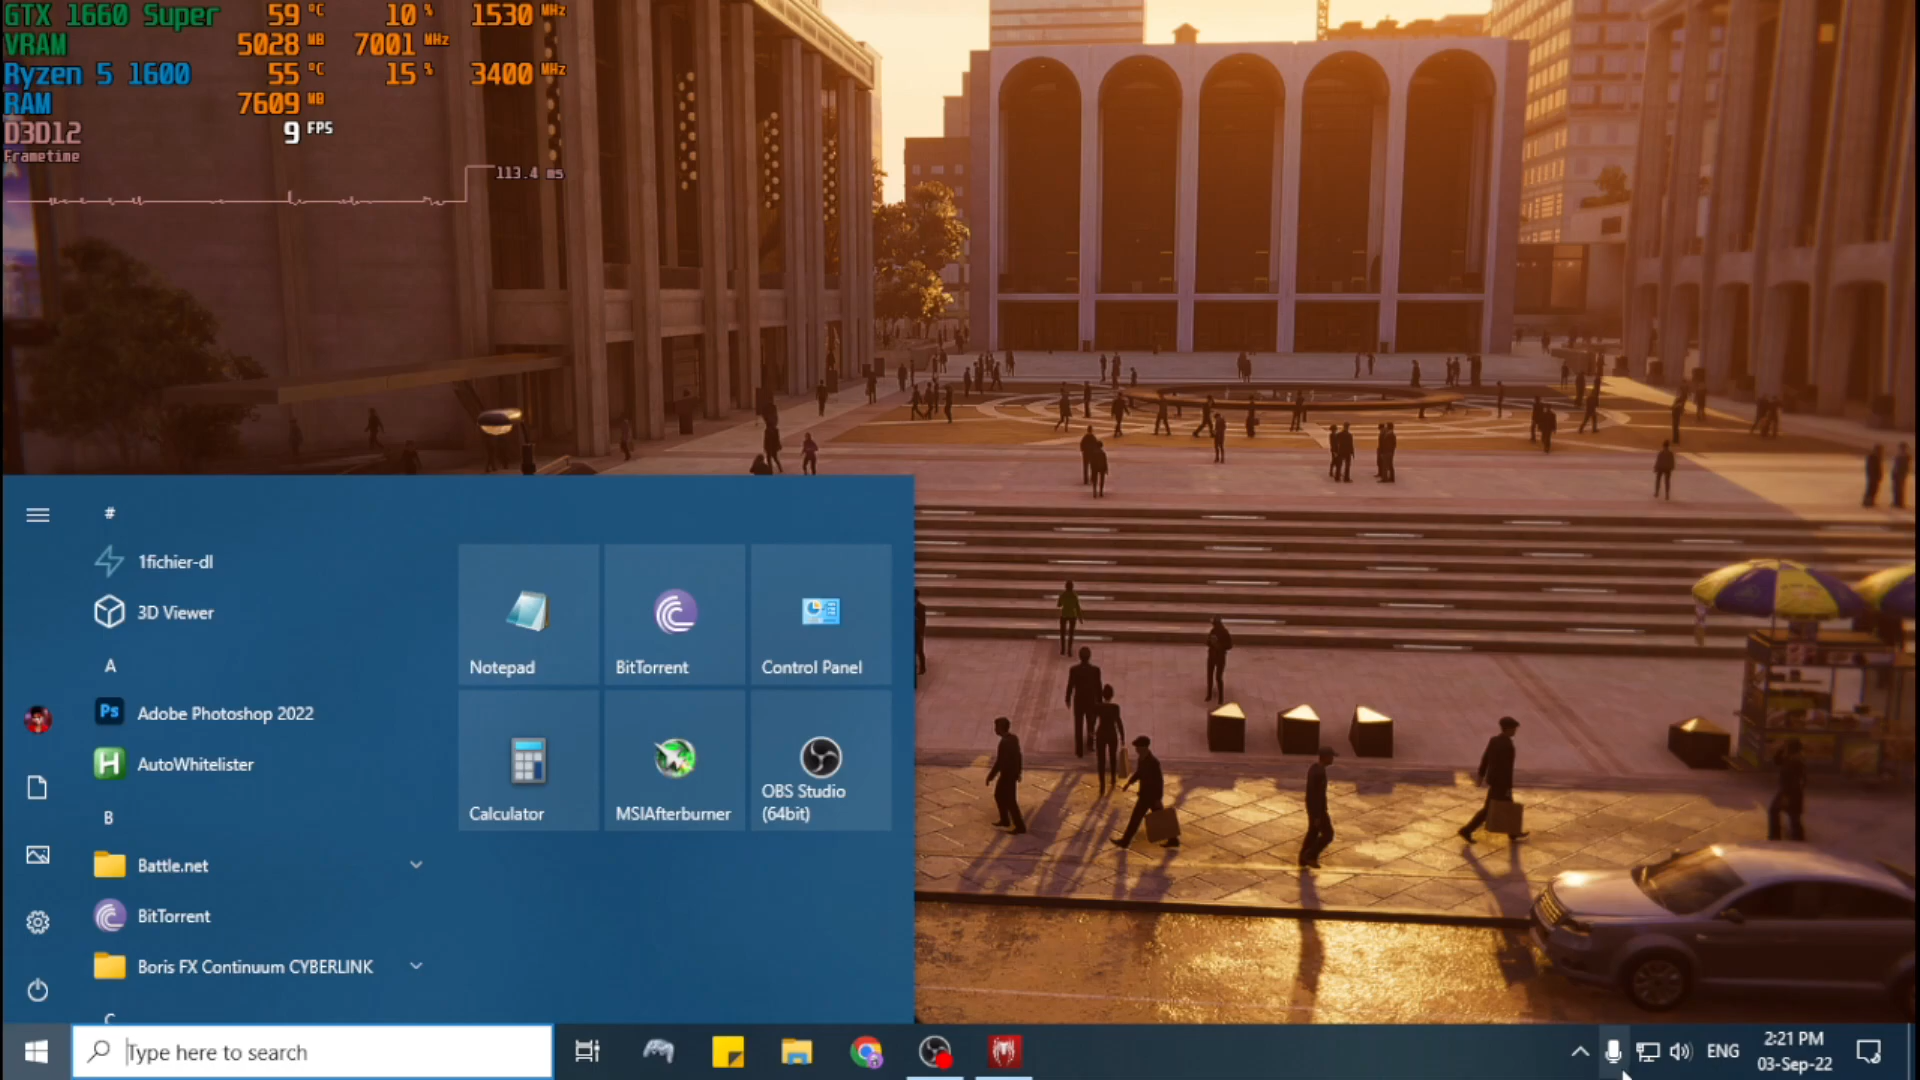 GTX 1660 Super 59 °C 10 % 1530 MHz
VRAM 5028 MB 7001 MHz
Ryzen 5 1600 55 °C 15 % 3400 MHz
RAM 7609 MB
D3D12 9 FPS
Frametime
113.4 ms
#
1fichier-dl
3D Viewer
A
Ps Adobe Photoshop 2022
H AutoWhitelister
B
Battle.net
BitTorrent
Boris FX Continuum CYBERLINK
C
Notepad BitTorrent Control Panel
Calculator MSIAfterburner OBS Studio
(64bit)
Type here to search
ENG
2:21 PM
03-Sep-22